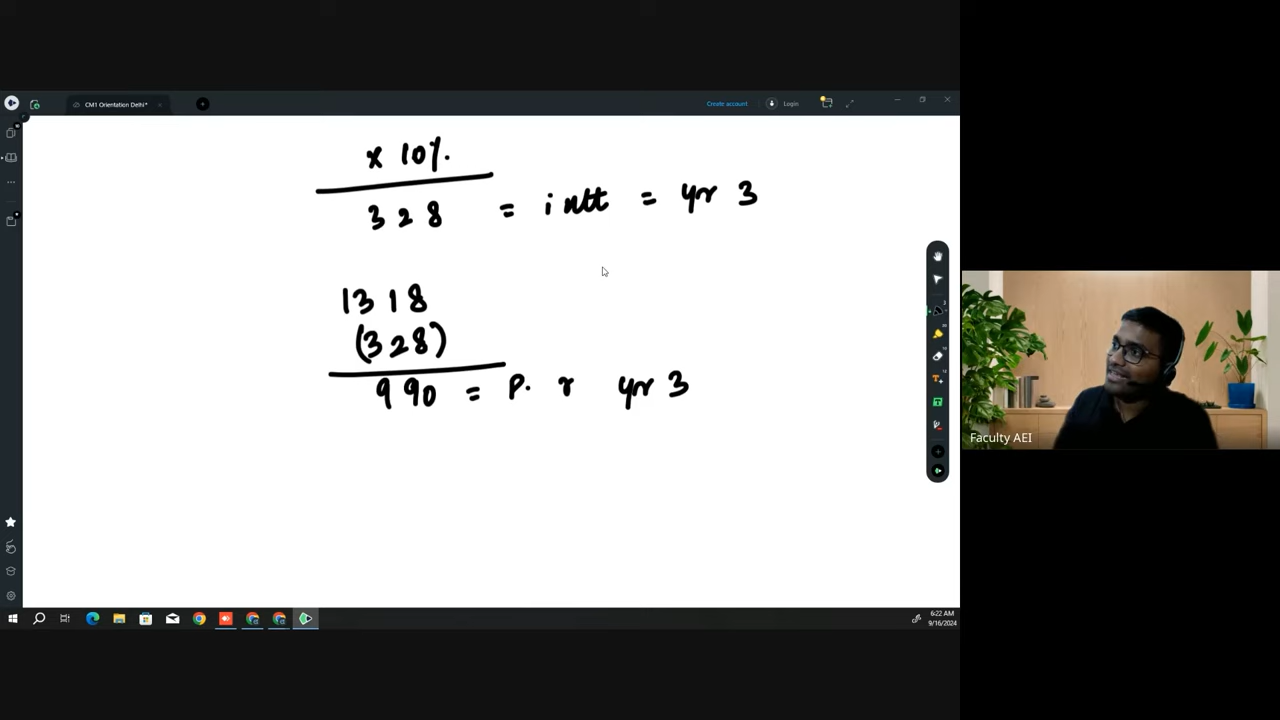 CM1 Orientation Delhi*
Create account
Login
x 10%.
328 = intt = yr 3
1318
(328)
990 = P. r yr 3
Faculty AEI
6:22 AM
9/16/2024